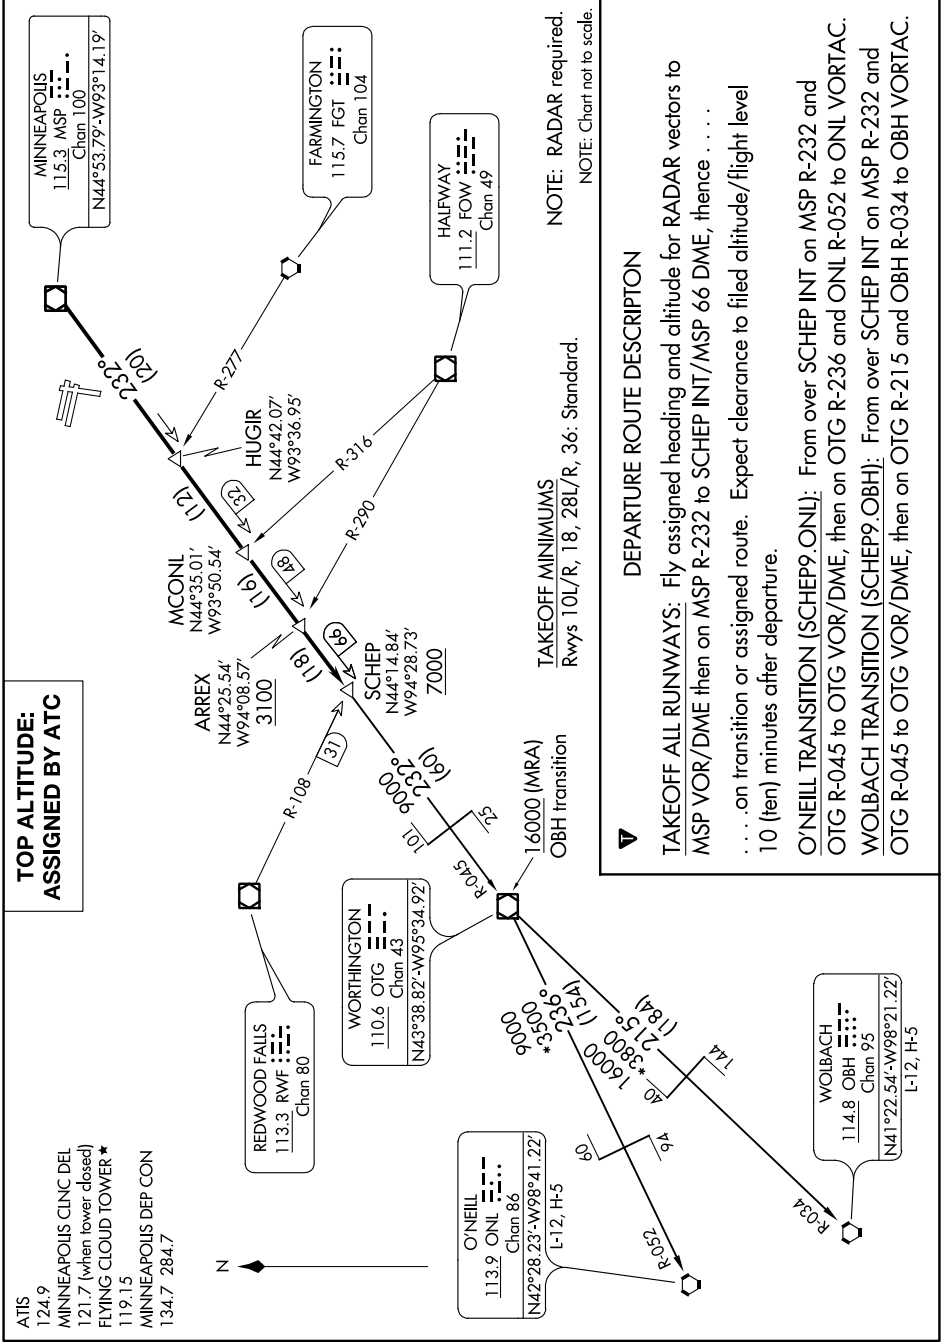 TOP ALTITUDE:
ASSIGNED BY ATC
ATIS
124.9
MINNEAPOLIS CLNC DEL
121.7 (when tower closed)
FLYING CLOUD TOWER★
119.15
MINNEAPOLIS DEP CON
134.7 284.7
N
MINNEAPOLIS
115.3 MSP
Chan 100
N44°53.79'-W93°14.19'
FARMINGTON
115.7 FGT
Chan 104
HALFWAY
111.2 FOW
Chan 49
232°
(20)
R-277
HUGIR
N44°42.07'
W93°36.95'
(12)
32
R-316
MCONL
N44°35.01'
W93°50.54'
(16)
48
R-290
ARREX
N44°25.54'
W94°08.57'
3100
(18)
66
SCHEP
N44°14.84'
W94°28.73'
7000
R-108
31
REDWOOD FALLS
113.3 RWF
Chan 80
9000
232°
(60)
101
25
R-045
16000 (MRA)
OBH transition
WORTHINGTON
110.6 OTG
Chan 43
N43°38.82'-W95°34.92'
9000
*3500
236°
(154)
60
94
R-052
16000
*3800
215°
(184)
40
144
R-034
O'NEILL
113.9 ONL
Chan 86
N42°28.23'-W98°41.22'
L-12, H-5
WOLBACH
114.8 OBH
Chan 95
N41°22.54'-W98°21.22'
L-12, H-5
TAKEOFF MINIMUMS
Rwys 10L/R, 18, 28L/R, 36: Standard.
NOTE: RADAR required.
NOTE: Chart not to scale.
T
DEPARTURE ROUTE DESCRIPTON
TAKEOFF ALL RUNWAYS: Fly assigned heading and altitude for RADAR vectors to
MSP VOR/DME then on MSP R-232 to SCHEP INT/MSP 66 DME, thence . . . .
. . . .on transition or assigned route. Expect clearance to filed altitude/flight level
10 (ten) minutes after departure.
O'NEILL TRANSITION (SCHEP9.ONL): From over SCHEP INT on MSP R-232 and
OTG R-045 to OTG VOR/DME, then on OTG R-236 and ONL R-052 to ONL VORTAC.
WOLBACH TRANSITION (SCHEP9.OBH): From over SCHEP INT on MSP R-232 and
OTG R-045 to OTG VOR/DME, then on OTG R-215 and OBH R-034 to OBH VORTAC.